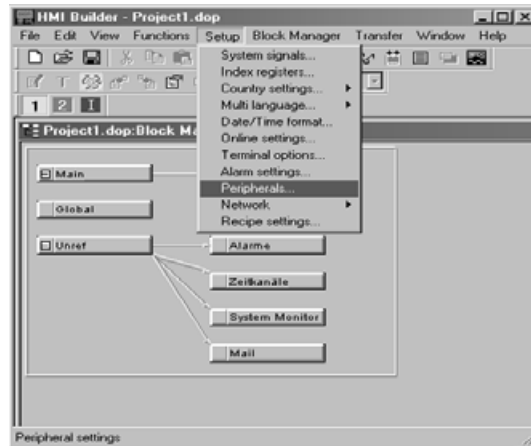 HMI Builder - Project1.dop
File Edit View Functions Setup Block Manager Transfer Window Help
System signals...
Index registers...
Country settings...
Multi language...
Date/Time format...
Online settings...
Terminal options...
Alarm settings...
Peripherals...
Network
Recipe settings...
1 2 I
Project1.dop:Block Ma
Main
Global
Unref
Alarme
Zeitkanäle
System Monitor
Mail
Peripheral settings